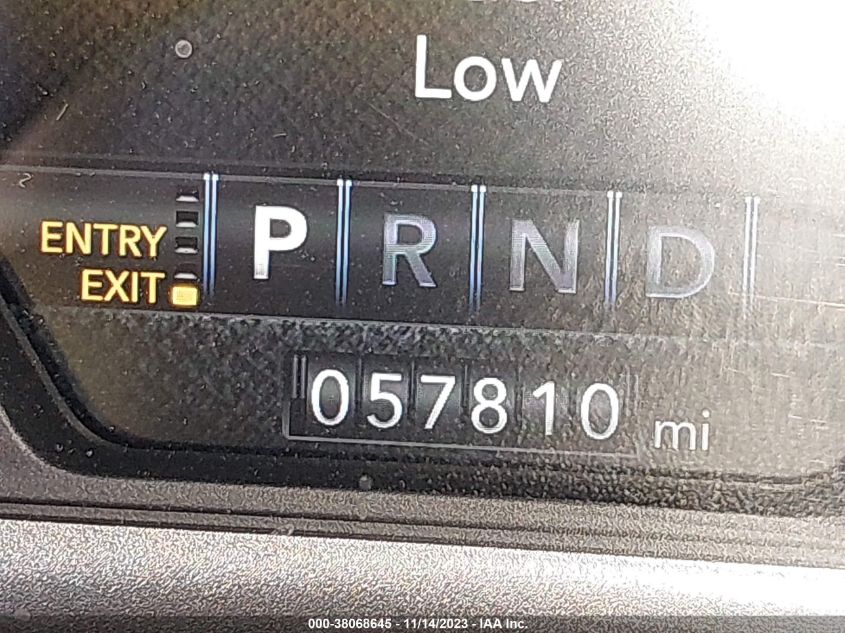 Low
ENTRY
EXIT
P R N D
057810 mi
000-38068645 - 11/14/2023 - IAA Inc.